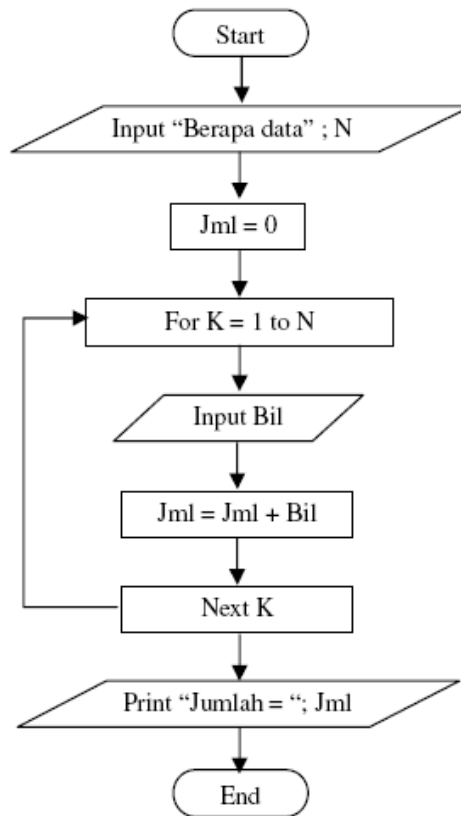 Start
Input “Berapa data” ; N
Jml = 0
For K = 1 to N
Input Bil
Jml = Jml + Bil
Next K
Print “Jumlah = “; Jml
End